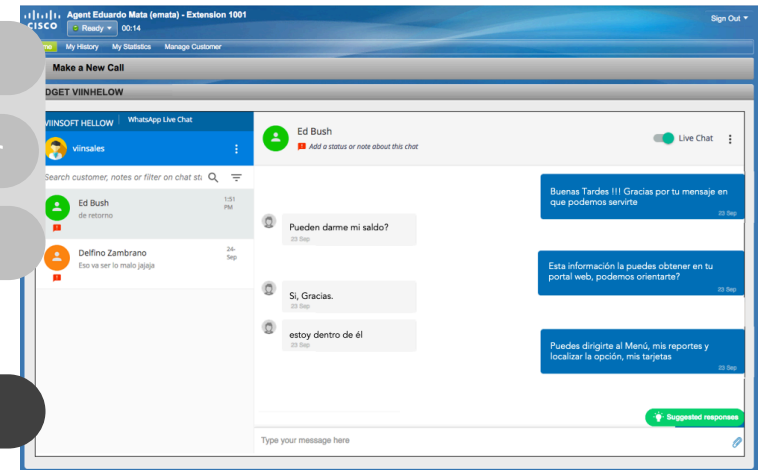 Agent Eduardo Mata (emata) - Extension 1001
Sign Out
CISCO
Ready
00:14
My History
My Statistics
Manage Customer
Make a New Call
DGET VIINHELOW
VIINSOFT HELLOW
WhatsApp Live Chat
viinsales
Search customer, notes or filter on chat sta
Ed Bush
1:51
PM
de retorno
Delfino Zambrano
24-
Sep
Eso va ser lo malo jajaja
Ed Bush
Add a status or note about this chat
Live Chat
Buenas Tardes !!! Gracias por tu mensaje en
que podemos servirte
23 Sep
Pueden darme mi saldo?
23 Sep
Esta información la puedes obtener en tu
portal web, podemos orientarte?
23 Sep
Si, Gracias.
23 Sep
estoy dentro de él
23 Sep
Puedes dirigirte al Menú, mis reportes y
localizar la opción, mis tarjetas
23 Sep
Suggested responses
Type your message here